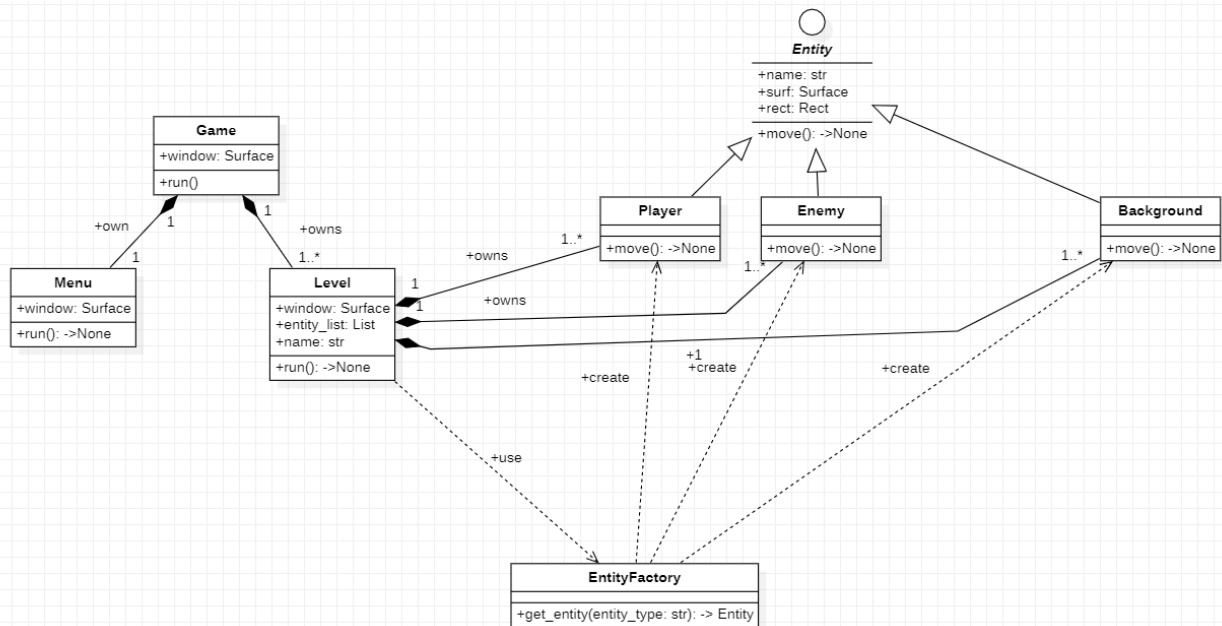 Entity
+name: str
+surf: Surface
+rect: Rect
+move(): ->None
Game
+window: Surface
+run()
+own
1
1
1
+owns
1..*
Menu
+window: Surface
+run(): ->None
Level
+window: Surface
+entity_list: List
+name: str
+run(): ->None
Player
+move(): ->None
Enemy
+move(): ->None
Background
+move(): ->None
+owns
1
1..*
+owns
1
1..*
1..*
+1
+create
+create
+create
+use
EntityFactory
+get_entity(entity_type: str): -> Entity